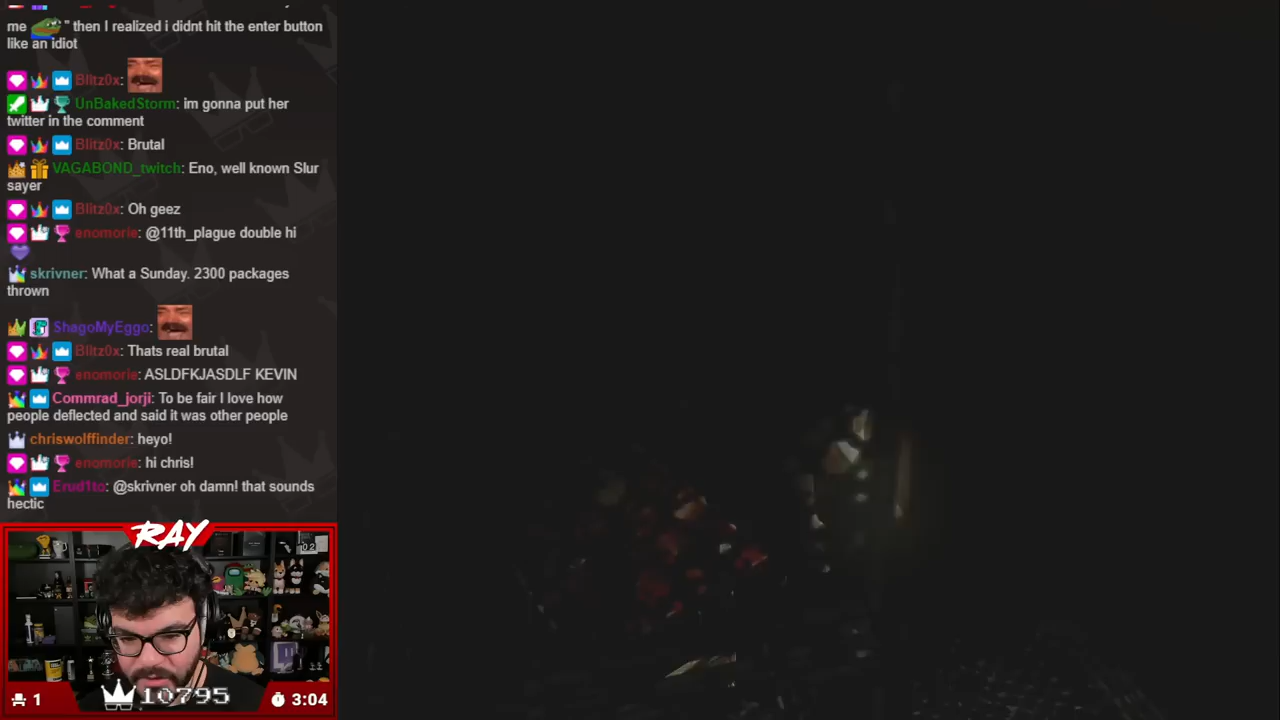 me " then I realized i didnt hit the enter button
like an idiot
Blitz0x:
UnBakedStorm: im gonna put her
twitter in the comment
Blitz0x: Brutal
VAGABOND_twitch: Eno, well known Slur
sayer
Blitz0x: Oh geez
enomorie: @11th_plague double hi
skrivner: What a Sunday. 2300 packages
thrown
ShagoMyEggo:
Blitz0x: Thats real brutal
enomorie: ASLDFKJASDLF KEVIN
Commrad_jorji: To be fair I love how
people deflected and said it was other people
chriswolffinder: heyo!
enomorie: hi chris!
Erud1to: @skrivner oh damn! that sounds
hectic
RAY
1
10795
3:04